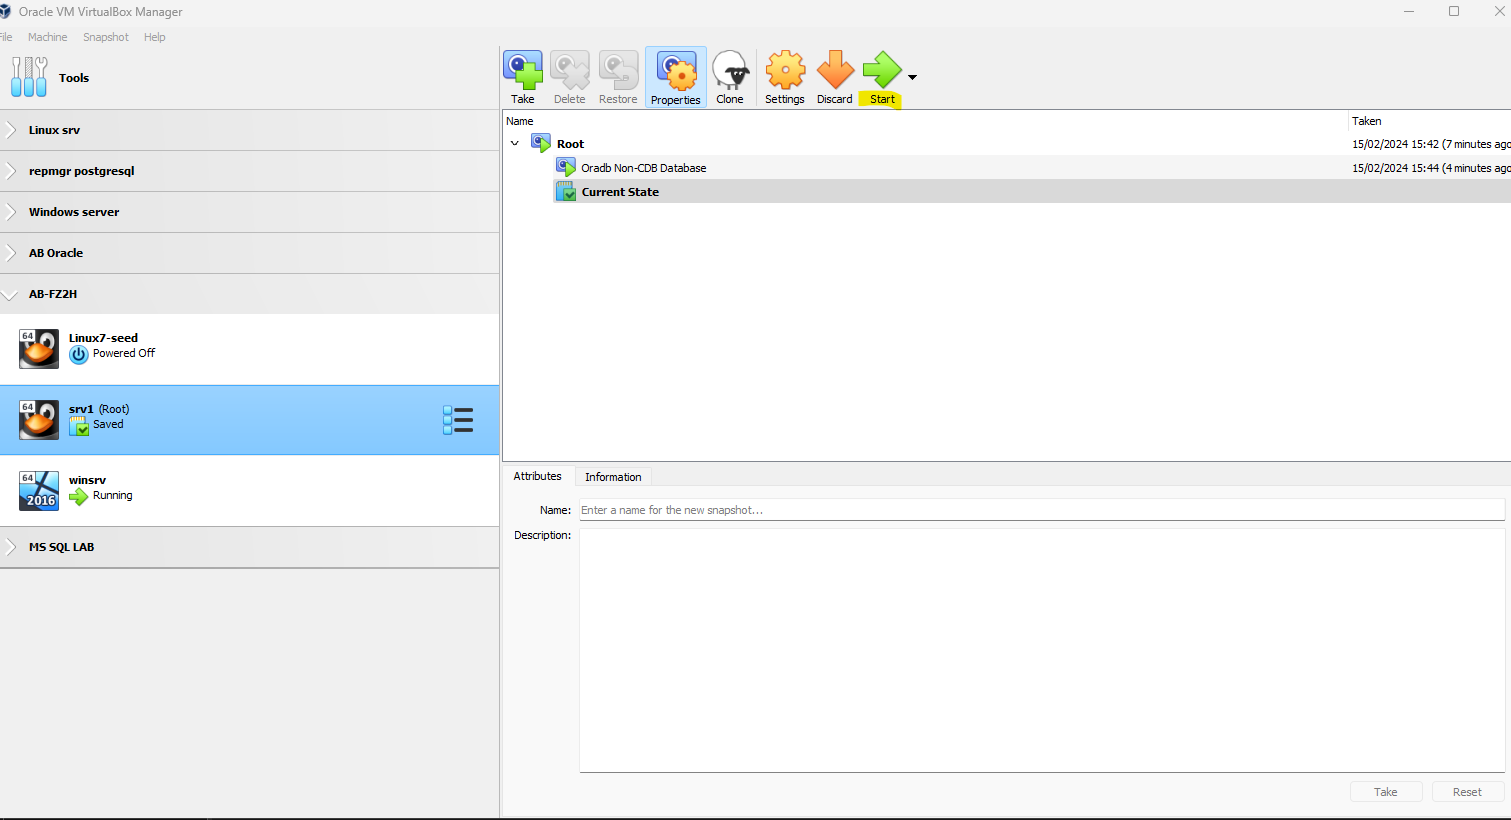 Oracle VM VirtualBox Manager
File Machine Snapshot Help
Tools
Linux srv
repmgr postgresql
Windows server
AB Oracle
AB-FZ2H
64
Linux7-seed
Powered Off
64
srv1 (Root)
Saved
64
2016
winsrv
Running
MS SQL LAB
Take Delete Restore Properties Clone Settings Discard Start
Name Taken
Root 15/02/2024 15:42 (7 minutes ago
Oradb Non-CDB Database 15/02/2024 15:44 (4 minutes ago
Current State
Attributes Information
Name: Enter a name for the new snapshot...
Description:
Take Reset